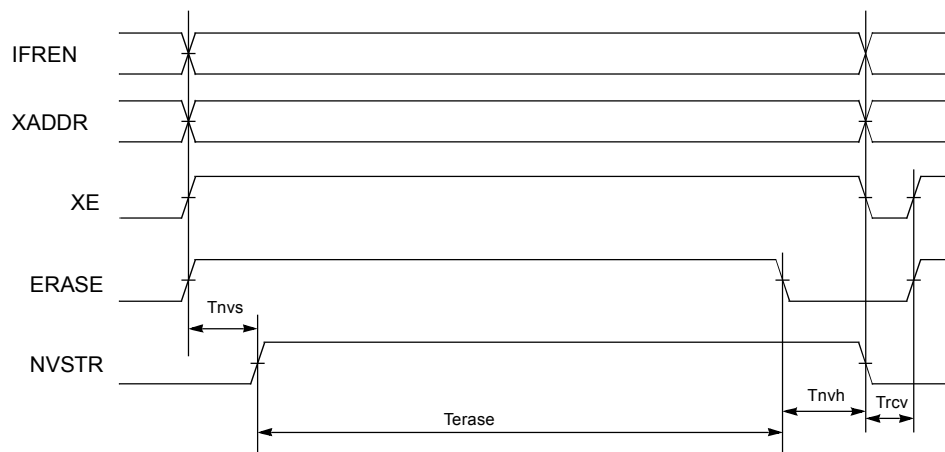 IFREN
XADDR
XE
ERASE
Tnvs
NVSTR
Tnvh
Trcv
Terase